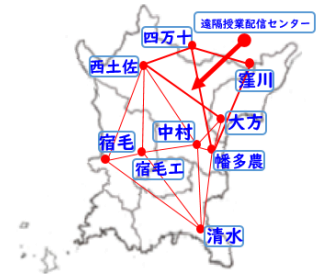 遠隔授業配信センター
四万十
西土佐
窪川
大方
中村
宿毛
宿毛工
幡多農
清水